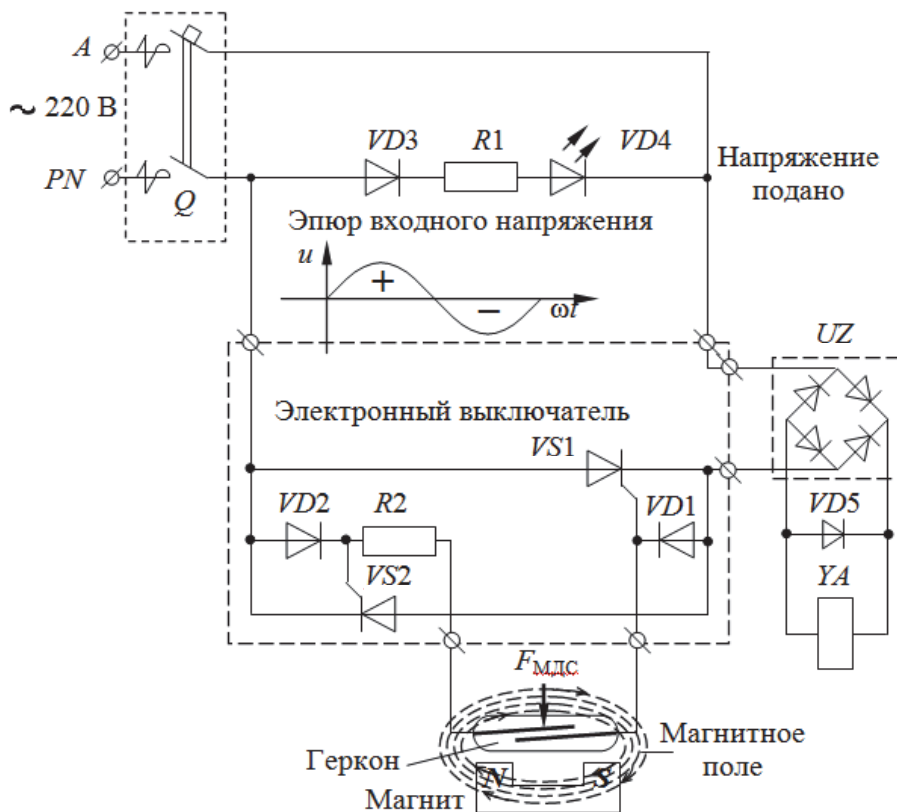 A
~ 220 В
PN
Q
VD3
R1
VD4
Напряжение
подано
Эпюр входного напряжения
u
+
−
ωt
UZ
Электронный выключатель
VS1
VD2
R2
VD1
VD5
VS2
YA
FМДС
Геркон
Магнитное
поле
N
S
Магнит